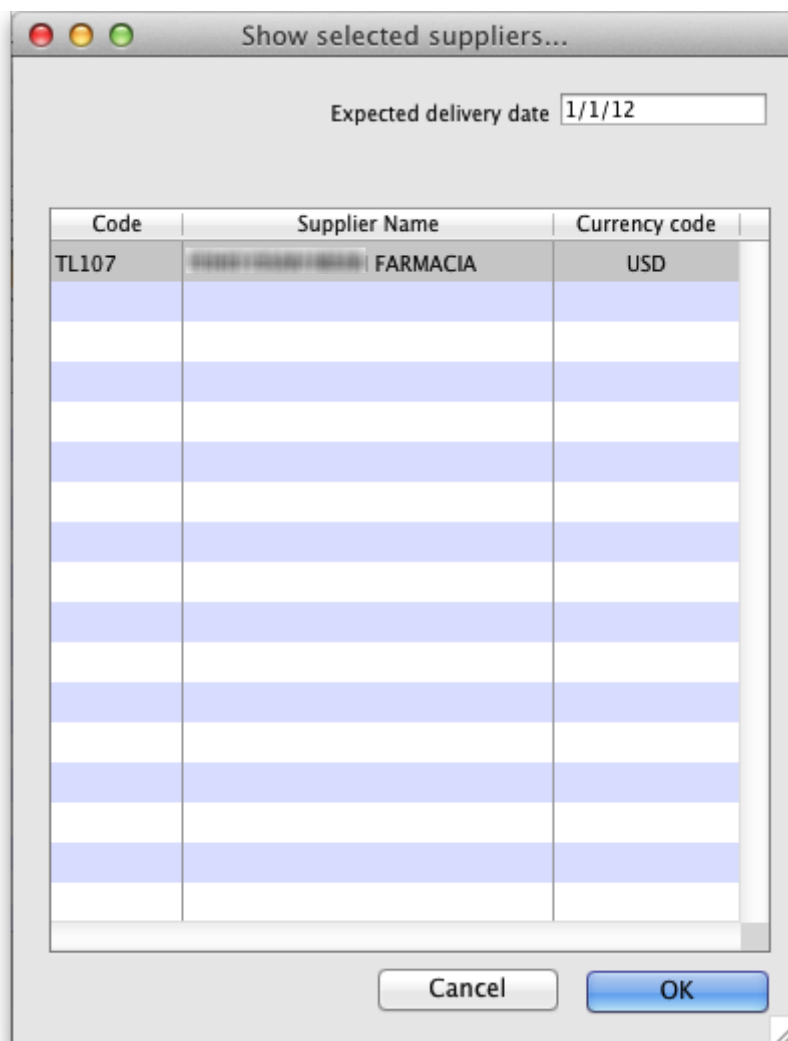 Show selected suppliers...
Expected delivery date 1/1/12
Code Supplier Name Currency code
TL107 FARMACIA USD
Cancel OK